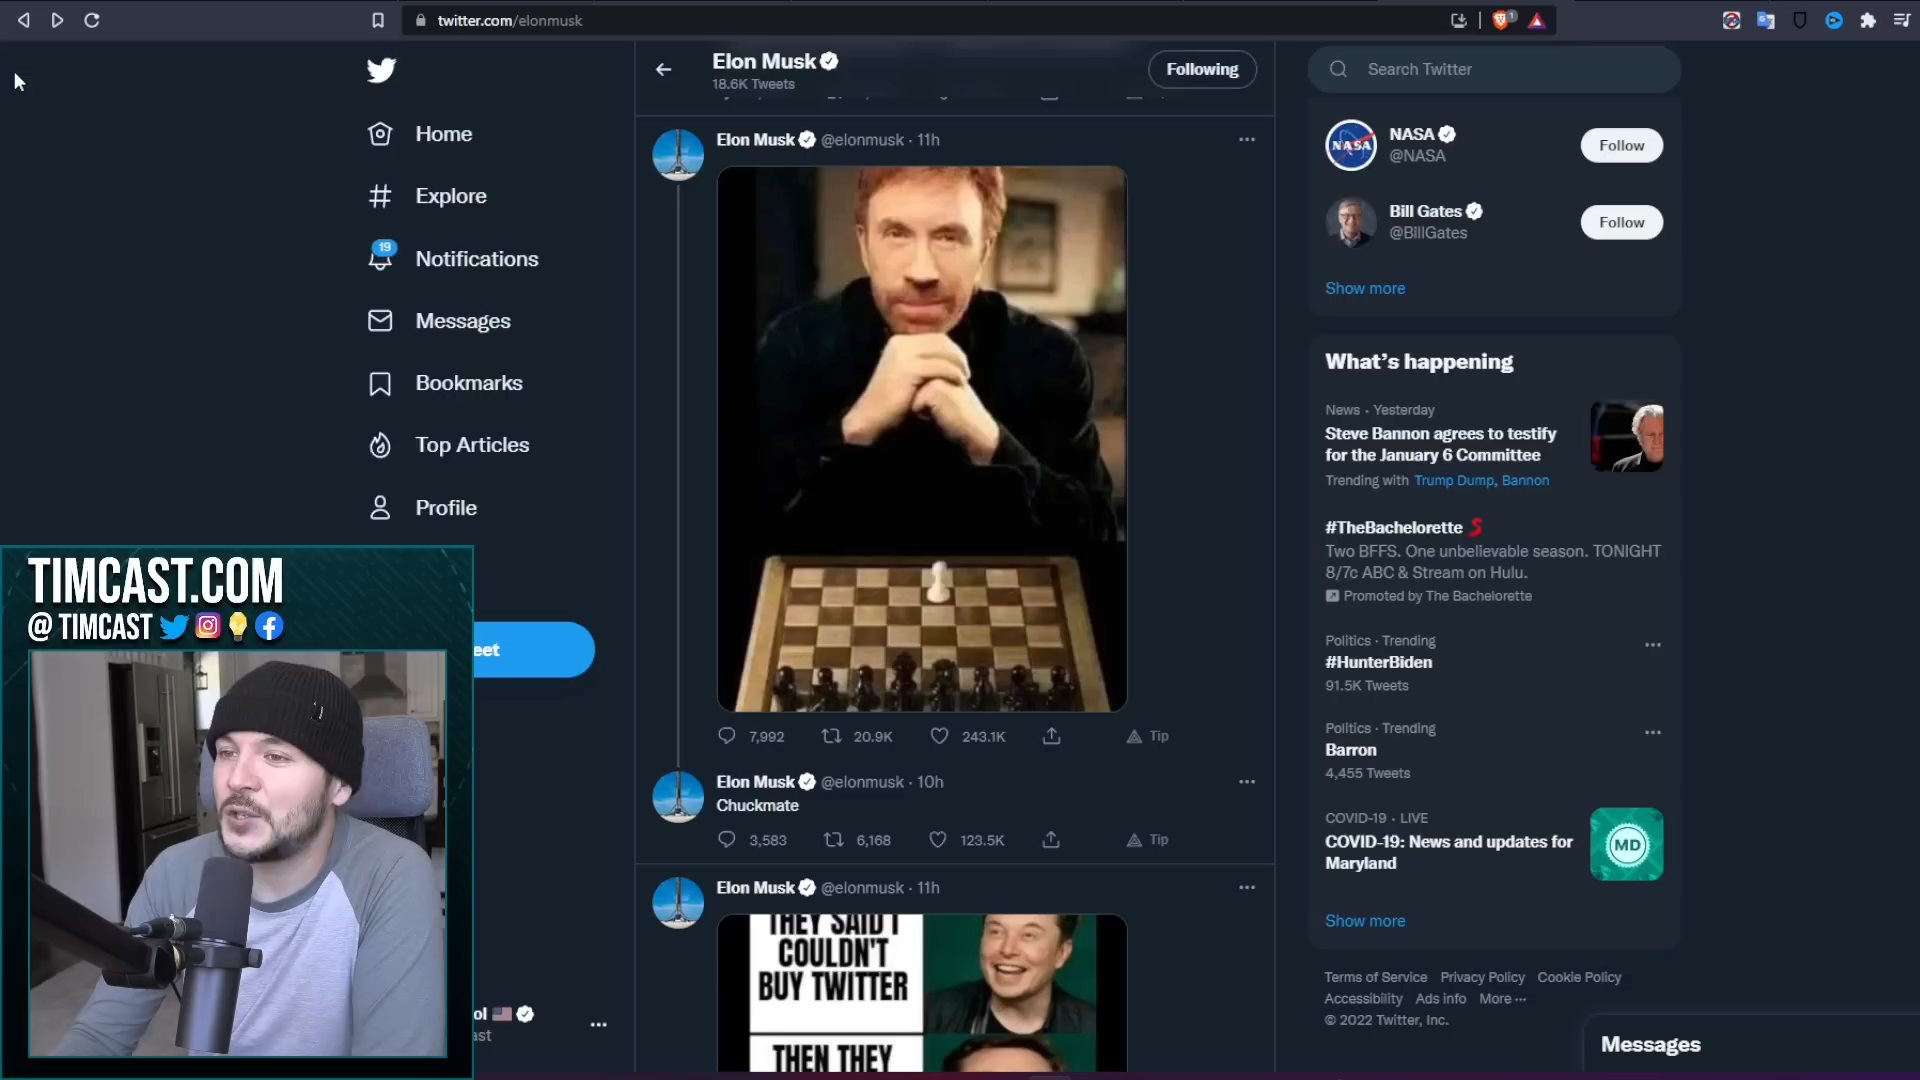 twitter.com/elonmusk
Elon Musk
18.6K Tweets
Following
Search Twitter
Home
Explore
19
Notifications
Messages
Bookmarks
Top Articles
Profile
eet
ol
ast
Elon Musk @elonmusk · 11h
7,992 20.9K 243.1K Tip
Elon Musk @elonmusk · 10h
Chuckmate
3,583 6,168 123.5K Tip
Elon Musk @elonmusk · 11h
THEY SAID I
COULDN'T
BUY TWITTER
THEN THEY
NASA
NASA
@NASA
Follow
Bill Gates
@BillGates
Follow
Show more
What's happening
News · Yesterday
Steve Bannon agrees to testify
for the January 6 Committee
Trending with Trump Dump, Bannon
#TheBachelorette
Two BFFS. One unbelievable season. TONIGHT
8/7c ABC & Stream on Hulu.
Promoted by The Bachelorette
Politics · Trending
#HunterBiden
91.5K Tweets
Politics · Trending
Barron
4,455 Tweets
COVID-19 · LIVE
COVID-19: News and updates for
Maryland
MD
Show more
Terms of Service Privacy Policy Cookie Policy
Accessibility Ads info More ···
© 2022 Twitter, Inc.
Messages
TIMCAST.COM
@ TIMCAST